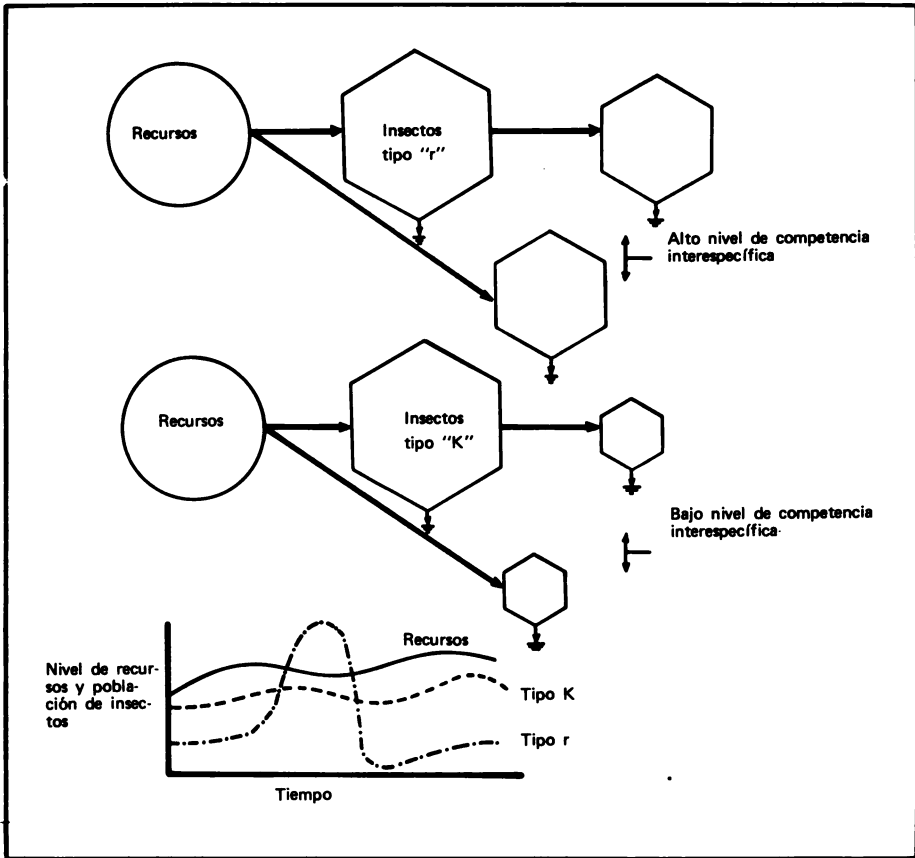 Recursos
Insectos
tipo "r"
Alto nivel de competencia
interespecífica
Recursos
Insectos
tipo "K"
Bajo nivel de competencia
interespecífica
Recursos
Nivel de recur-
sos y pobla-
ción de insec-
tos
Tipo K
Tipo r
Tiempo